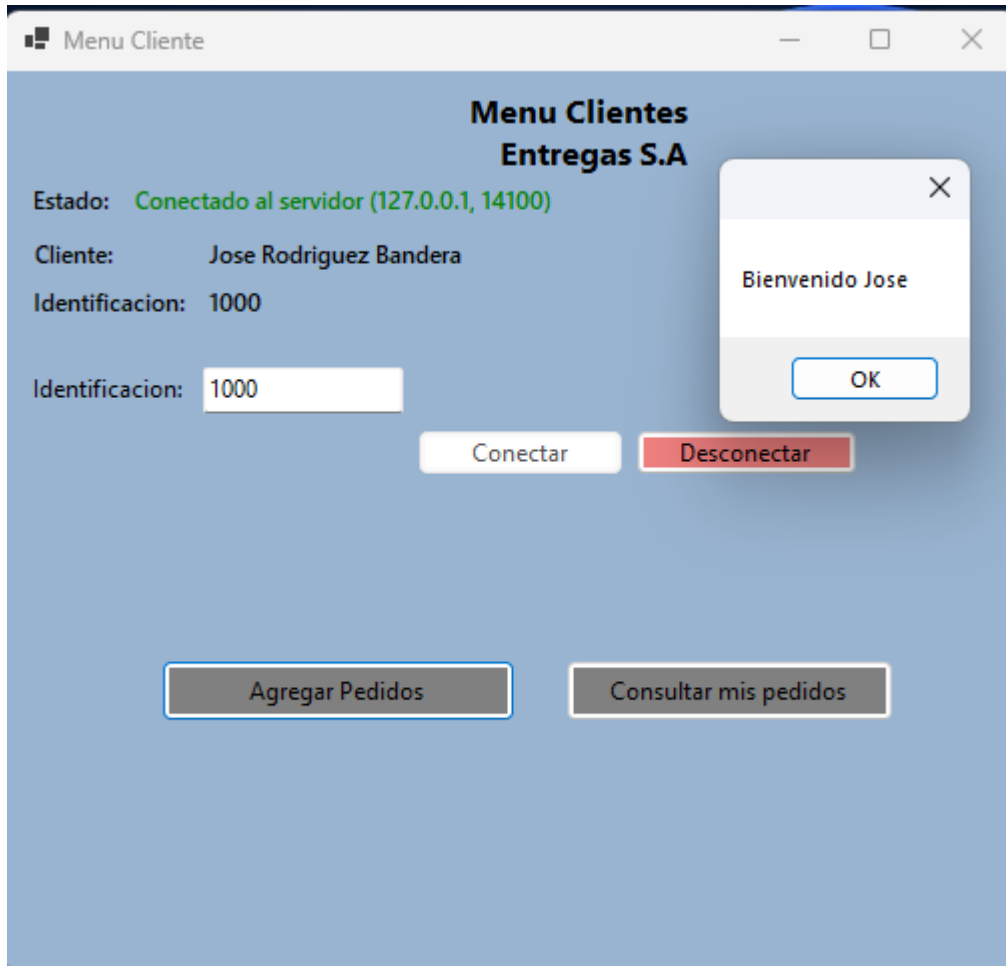 Menu Cliente
Menu Clientes
Entregas S.A
Estado: Conectado al servidor (127.0.0.1, 14100)
Cliente: Jose Rodriguez Bandera
Identificacion: 1000
Bienvenido Jose
OK
Identificacion: 1000
Conectar Desconectar
Agregar Pedidos Consultar mis pedidos